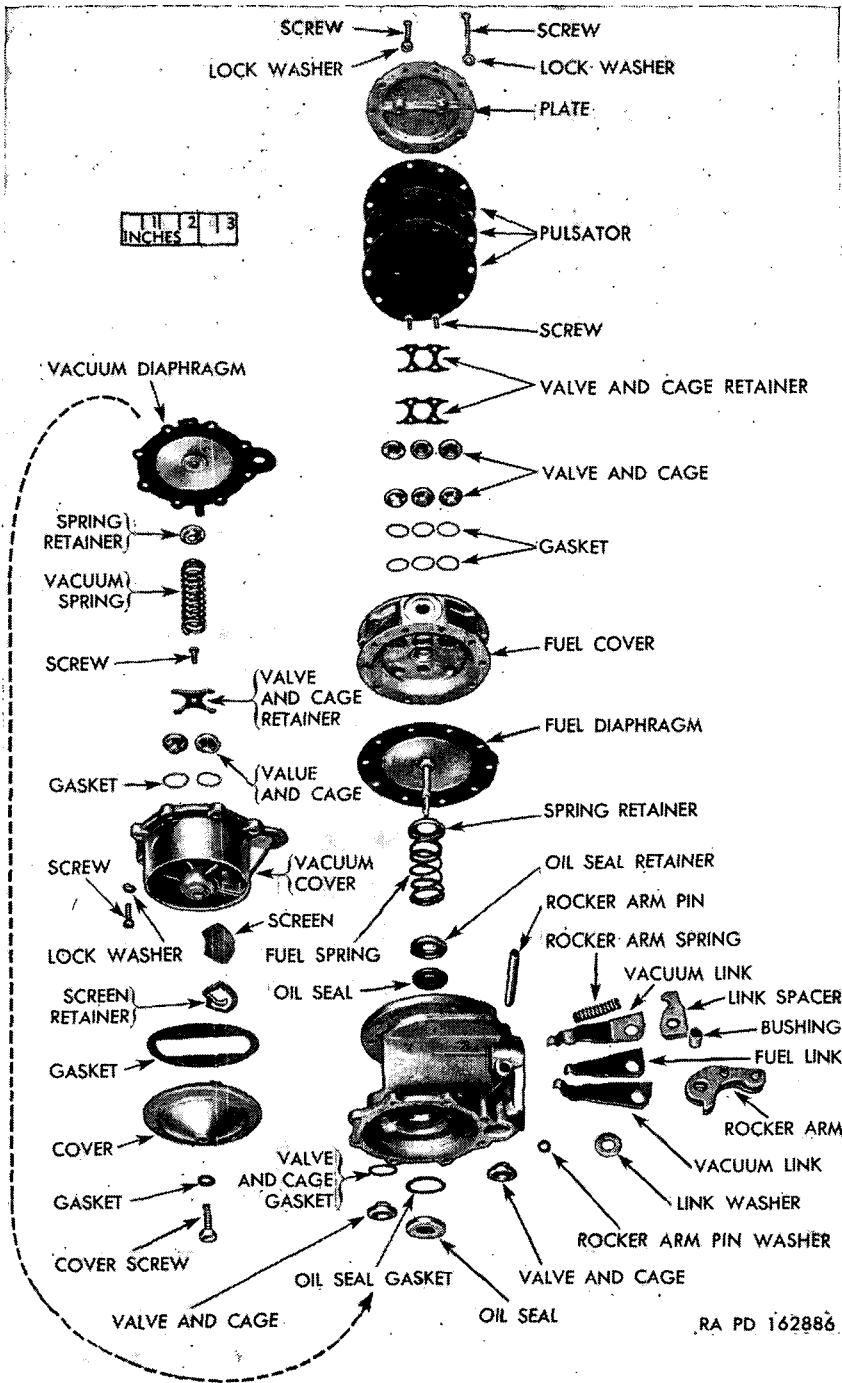 SCREW
SCREW
LOCK WASHER
LOCK WASHER
PLATE
1 2 3
INCHES
PULSATOR
SCREW
VACUUM DIAPHRAGM
VALVE AND CAGE RETAINER
VALVE AND CAGE
SPRING
RETAINER
GASKET
VACUUM
SPRING
FUEL COVER
SCREW
VALVE
AND CAGE
RETAINER
FUEL DIAPHRAGM
GASKET
VALUE
AND CAGE
SPRING RETAINER
VACUUM
COVER
OIL SEAL RETAINER
SCREW
ROCKER ARM PIN
SCREEN
LOCK WASHER
FUEL SPRING
ROCKER ARM SPRING
VACUUM LINK
OIL SEAL
LINK SPACER
SCREEN
RETAINER
BUSHING
FUEL LINK
GASKET
ROCKER ARM
COVER
VALVE
AND CAGE
GASKET
VACUUM LINK
GASKET
LINK WASHER
ROCKER ARM PIN WASHER
COVER SCREW
OIL SEAL GASKET
VALVE AND CAGE
VALVE AND CAGE
OIL SEAL
RA PD 162886